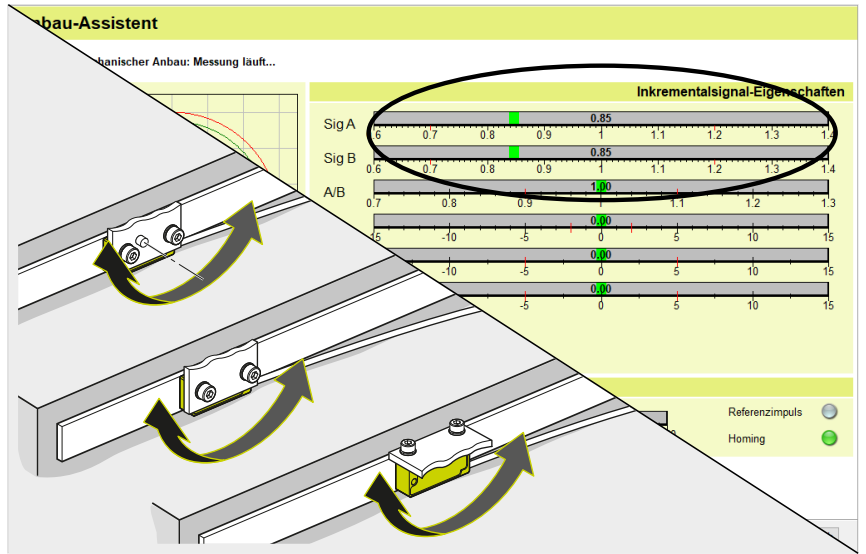 nbau-Assistent
hanischer Anbau: Messung läuft...
Inkrementalsignal-Eigenschaften
Sig A 0.85
.6 0.7 0.8 0.9 1 1.1 1.2 1.3 1.4
Sig B 0.85
0.6 0.7 0.8 0.9 1 1.1 1.2 1.3 1.4
A/B 1.00
0.7 0.8 0.9 1 1.1 1.2 1.3
0.00
15 -10 -5 0 5 10 15
0.00
-10 -5 0 5 10 15
0.00
-5 0 5 10 15
Referenzimpuls
Homing